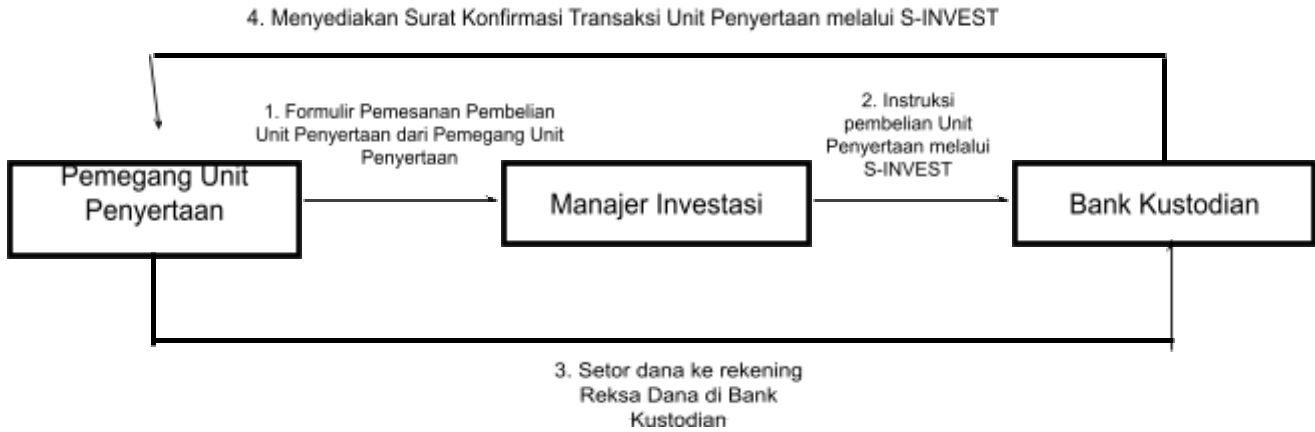 4. Menyediakan Surat Konfirmasi Transaksi Unit Penyertaan melalui S-INVEST
1. Formulir Pemesanan Pembelian
Unit Penyertaan dari Pemegang Unit
Penyertaan
2. Instruksi
pembelian Unit
Penyertaan melalui
S-INVEST
Pemegang Unit
Penyertaan
Manajer Investasi
Bank Kustodian
3. Setor dana ke rekening
Reksa Dana di Bank
Kustodian